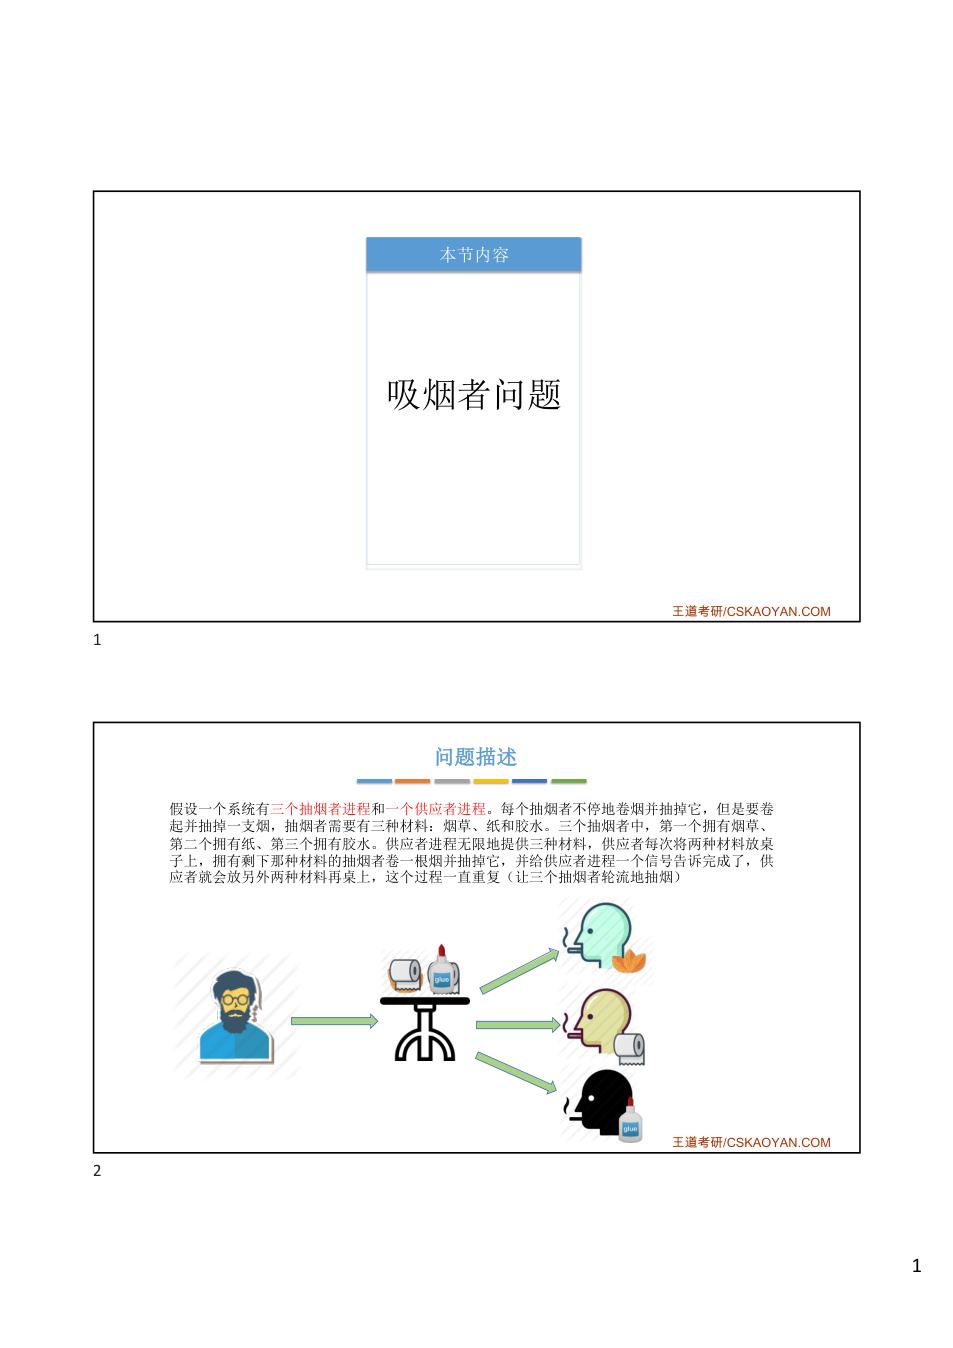 本节内容
吸烟者问题
王道考研/CSKAOYAN.COM
1
问题描述
假设一个系统有三个抽烟者进程和一个供应者进程。每个抽烟者不停地卷烟并抽掉它，但是要卷
起并抽掉一支烟，抽烟者需要有三种材料：烟草、纸和胶水。三个抽烟者中，第一个拥有烟草、
第二个拥有纸、第三个拥有胶水。供应者进程无限地提供三种材料，供应者每次将两种材料放桌
子上，拥有剩下那种材料的抽烟者卷一根烟并抽掉它，并给供应者进程一个信号告诉完成了，供
应者就会放另外两种材料再桌上，这个过程一直重复（让三个抽烟者轮流地抽烟）
glue
glue
王道考研/CSKAOYAN.COM
2
1